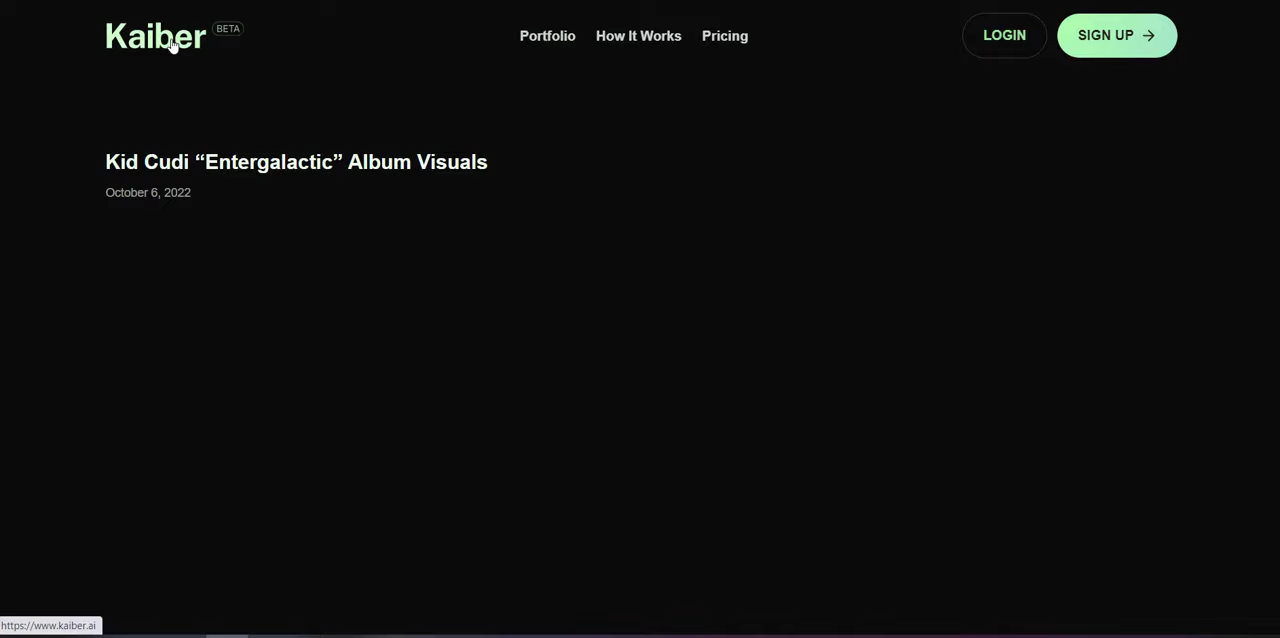 Kaiber BETA Portfolio How It Works Pricing LOGIN SIGN UP →
Kid Cudi “Entergalactic” Album Visuals
October 6, 2022
https://www.kaiber.ai